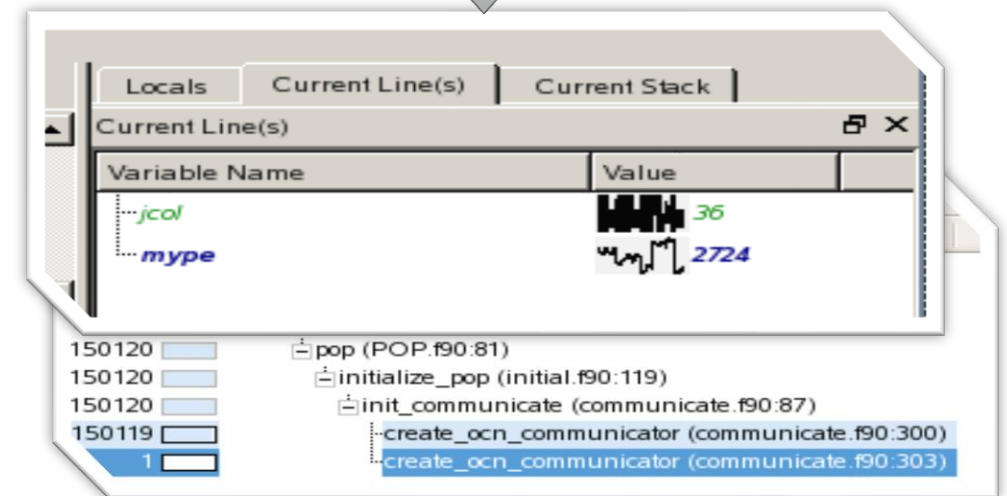 Locals Current Line(s) Current Stack
Current Line(s)
Variable Name Value
jcol 36
mype 2724
150120 pop (POP.f90:81)
150120 initialize_pop (initial.f90:119)
150120 init_communicate (communicate.f90:87)
150119 create_ocn_communicator (communicate.f90:300)
1 create_ocn_communicator (communicate.f90:303)